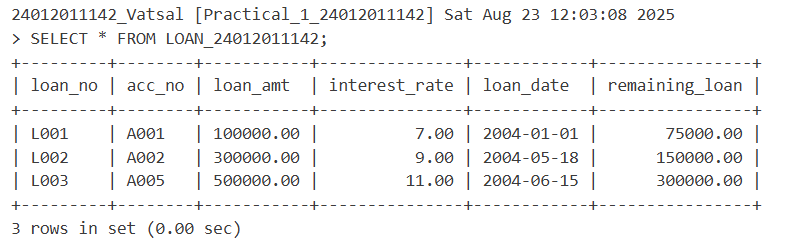 24012011142_Vatsal [Practical_1_24012011142] Sat Aug 23 12:03:08 2025
> SELECT * FROM LOAN_24012011142;
+---------+--------+-----------+---------------+------------+----------------+
| loan_no | acc_no | loan_amt  | interest_rate | loan_date  | remaining_loan |
+---------+--------+-----------+---------------+------------+----------------+
| L001    | A001   | 100000.00 |          7.00 | 2004-01-01 |       75000.00 |
| L002    | A002   | 300000.00 |          9.00 | 2004-05-18 |      150000.00 |
| L003    | A005   | 500000.00 |         11.00 | 2004-06-15 |      300000.00 |
+---------+--------+-----------+---------------+------------+----------------+
3 rows in set (0.00 sec)